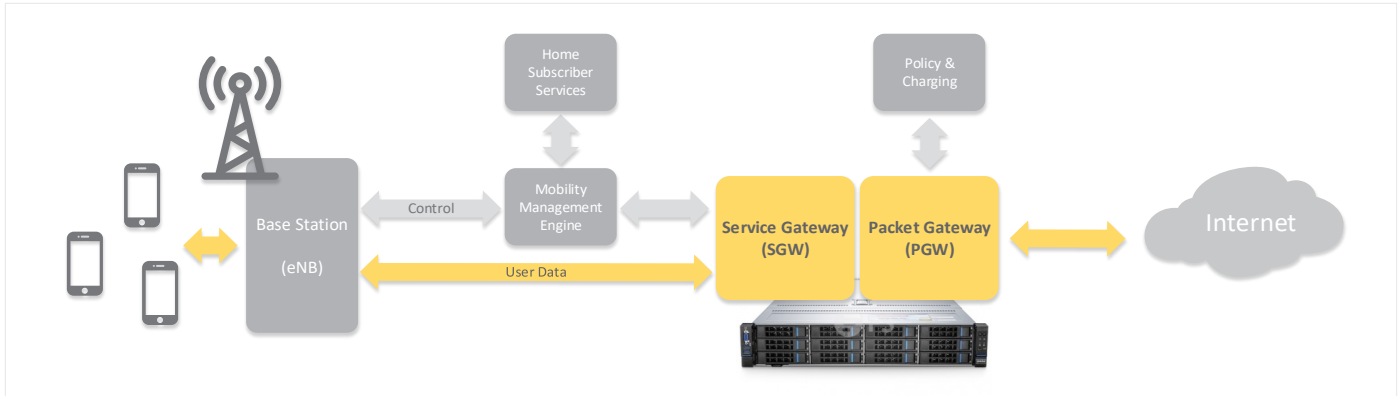 Home
Subscriber
Services
Policy &
Charging
Base Station
(eNB)
Control
Mobility
Management
Engine
User Data
Service Gateway
(SGW)
Packet Gateway
(PGW)
Internet